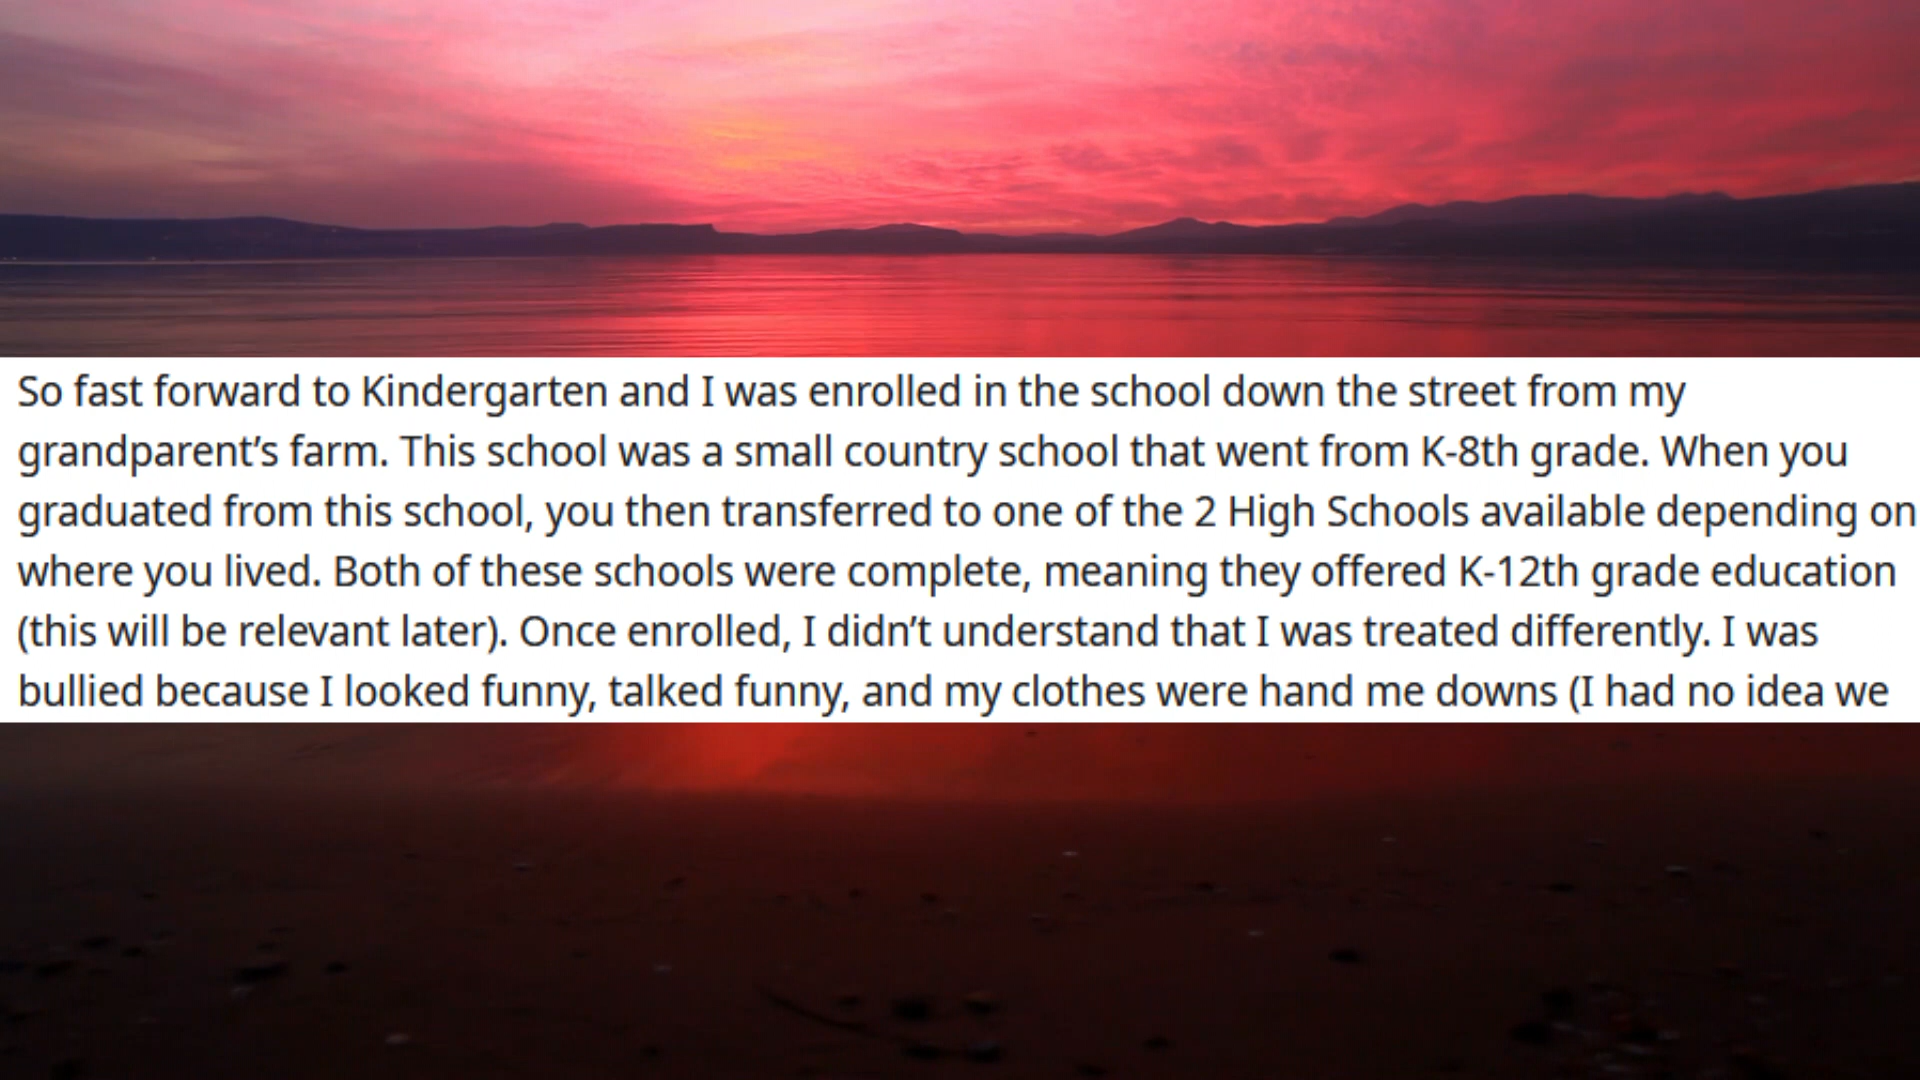 So fast forward to Kindergarten and I was enrolled in the school down the street from my
grandparent’s farm. This school was a small country school that went from K-8th grade. When you
graduated from this school, you then transferred to one of the 2 High Schools available depending on
where you lived. Both of these schools were complete, meaning they offered K-12th grade education
(this will be relevant later). Once enrolled, I didn’t understand that I was treated differently. I was
bullied because I looked funny, talked funny, and my clothes were hand me downs (I had no idea we